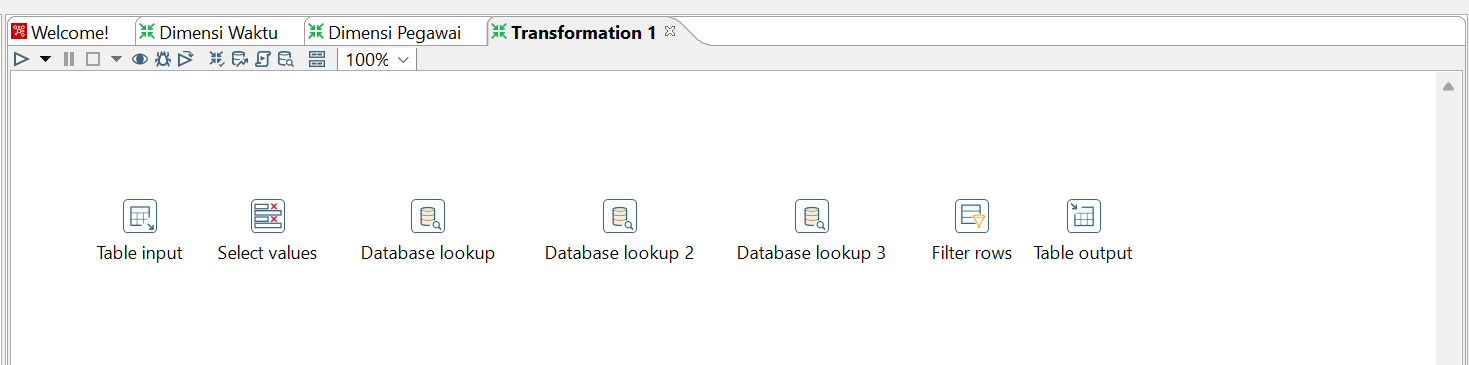 Welcome! Dimensi Waktu Dimensi Pegawai Transformation 1
100%
Table input Select values Database lookup Database lookup 2 Database lookup 3 Filter rows Table output